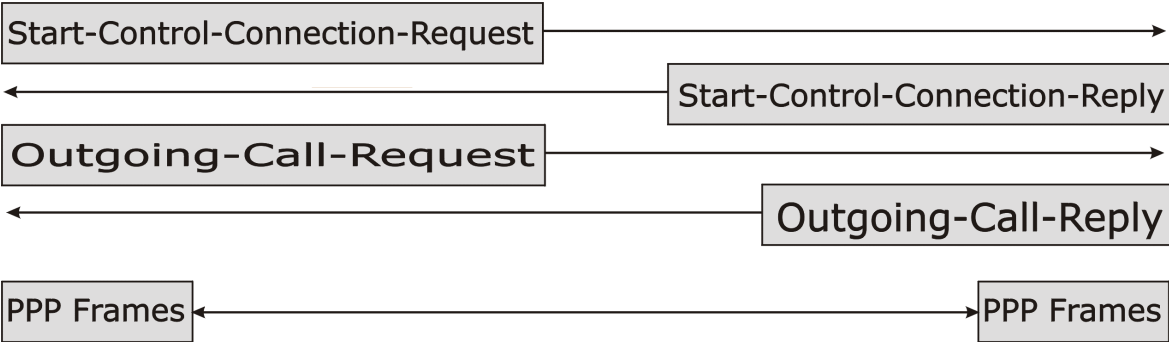 Start-Control-Connection-Request
Start-Control-Connection-Reply
Outgoing-Call-Request
Outgoing-Call-Reply
PPP Frames
PPP Frames